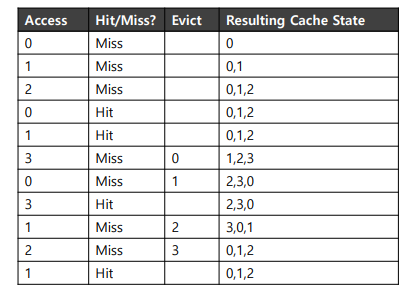 Access Hit/Miss? Evict Resulting Cache State
0 Miss 0
1 Miss 0,1
2 Miss 0,1,2
0 Hit 0,1,2
1 Hit 0,1,2
3 Miss 0 1,2,3
0 Miss 1 2,3,0
3 Hit 2,3,0
1 Miss 2 3,0,1
2 Miss 3 0,1,2
1 Hit 0,1,2